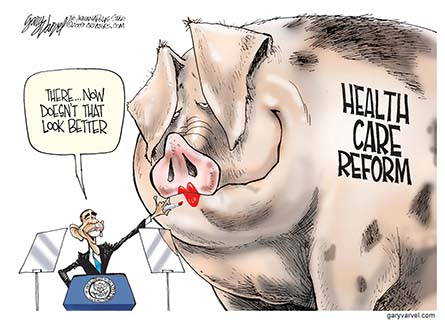 THERE... NOW
DOESN'T THAT
LOOK BETTER
HEALTH
CARE
REFORM
garyvarvel.com